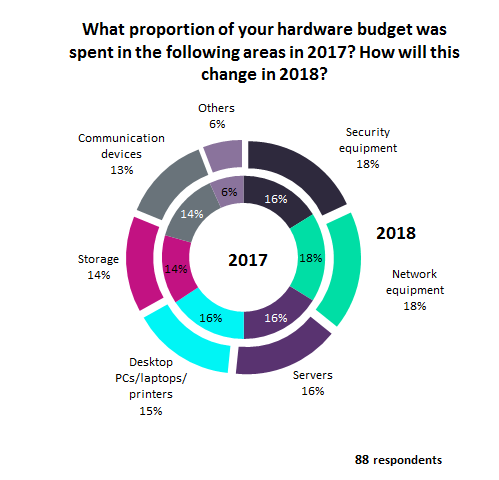 What proportion of your hardware budget was
spent in the following areas in 2017? How will this
change in 2018?
Others
6%
Security
equipment
18%
Communication
devices
13%
6%
16%
14%
2018
Storage
14%
14%
2017
18%
Network
equipment
18%
16%
16%
Desktop
PCs/laptops/
printers
15%
Servers
16%
88 respondents